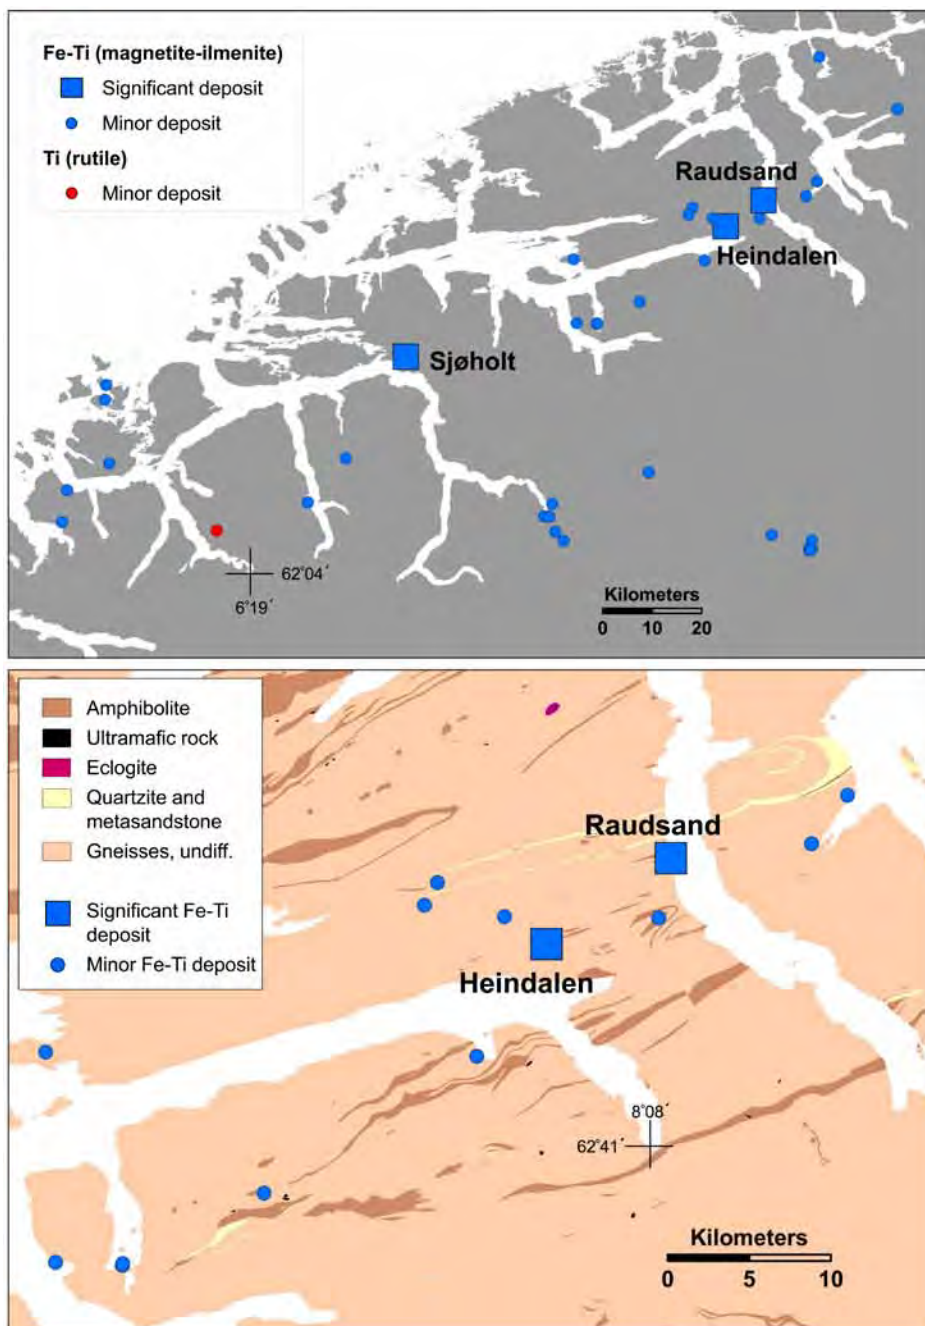 Fe-Ti (magnetite-ilmenite)
Significant deposit
Minor deposit
Ti (rutile)
Minor deposit
Raudsand
Heindalen
Sjøholt
62°04´
6°19´
Kilometers
0 10 20
Amphibolite
Ultramafic rock
Eclogite
Quartzite and
metasandstone
Gneisses, undiff.
Significant Fe-Ti
deposit
Minor Fe-Ti deposit
Raudsand
Heindalen
8°08´
62°41´
Kilometers
0 5 10